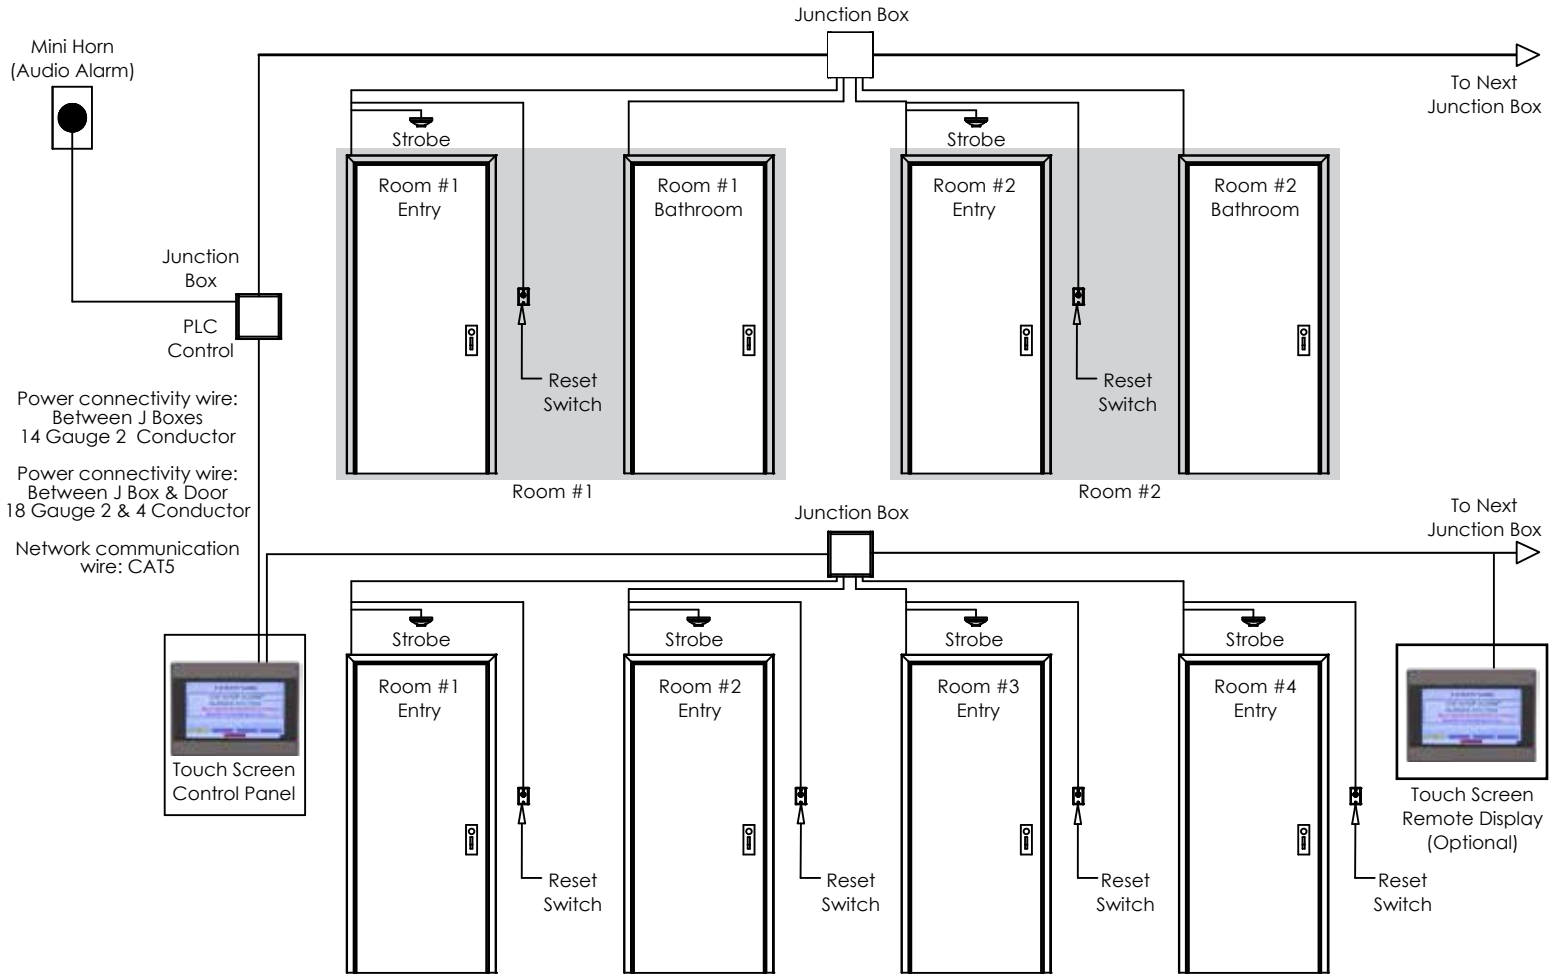 Junction Box
Mini Horn
(Audio Alarm)
To Next
Junction Box
Strobe
Strobe
Room #1
Entry
Room #1
Bathroom
Room #2
Entry
Room #2
Bathroom
Junction
Box
PLC
Control
Reset
Switch
Reset
Switch
Power connectivity wire:
Between J Boxes
14 Gauge 2 Conductor
Power connectivity wire:
Between J Box & Door
18 Gauge 2 & 4 Conductor
Network communication
wire: CAT5
Room #1
Room #2
Junction Box
To Next
Junction Box
Strobe
Strobe
Strobe
Strobe
Room #1
Entry
Room #2
Entry
Room #3
Entry
Room #4
Entry
Touch Screen
Control Panel
Touch Screen
Remote Display
(Optional)
Reset
Switch
Reset
Switch
Reset
Switch
Reset
Switch